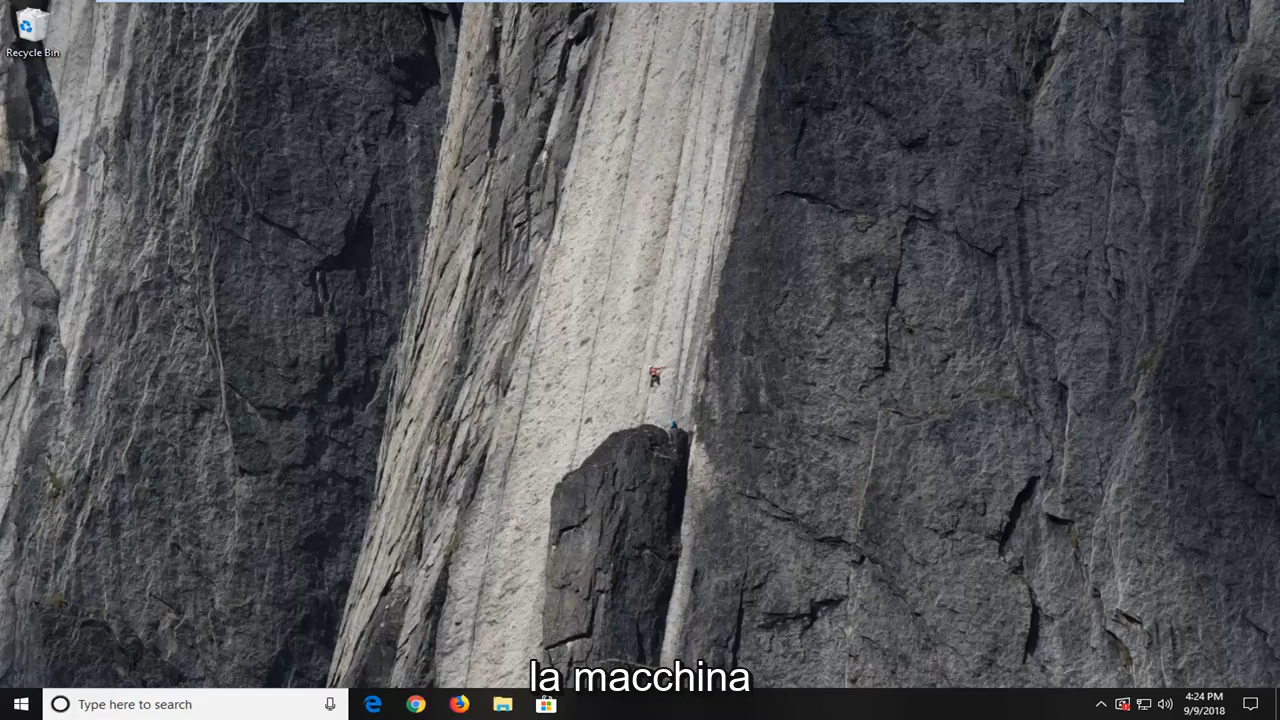 Recycle Bin
la macchina
Type here to search
4:24 PM
9/9/2018